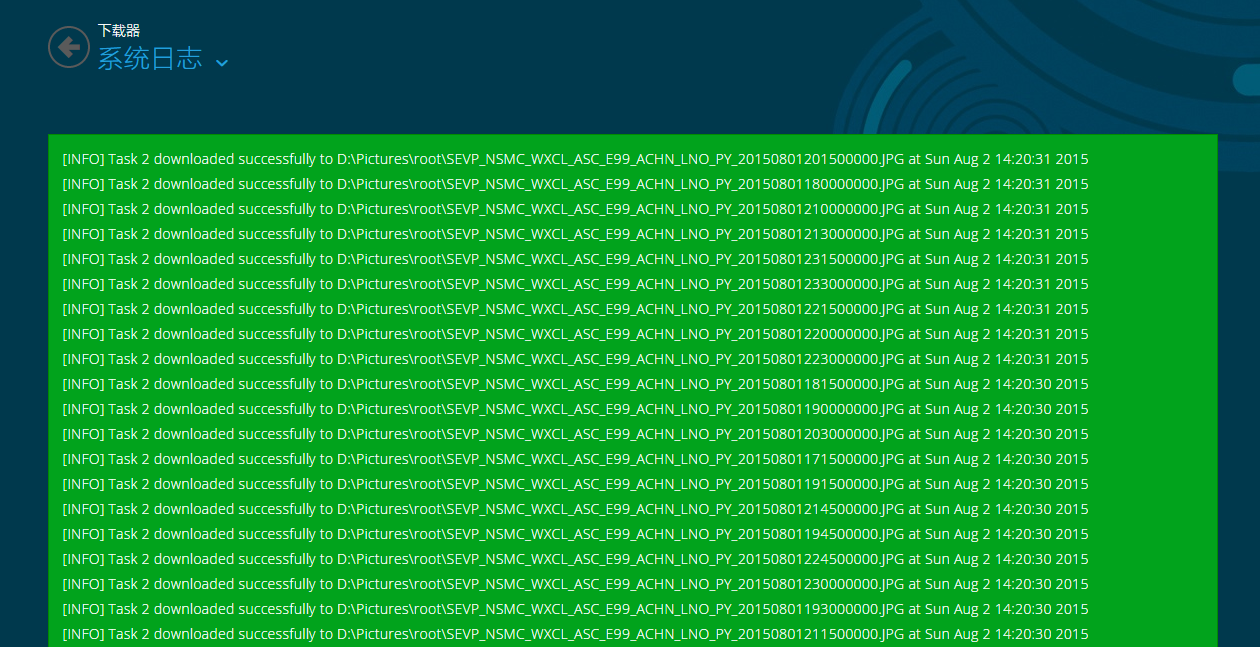 下载器
系统日志
[INFO] Task 2 downloaded successfully to D:\Pictures\root\SEVP_NSMC_WXCL_ASC_E99_ACHN_LNO_PY_20150801201500000.JPG at Sun Aug 2 14:20:31 2015
[INFO] Task 2 downloaded successfully to D:\Pictures\root\SEVP_NSMC_WXCL_ASC_E99_ACHN_LNO_PY_20150801180000000.JPG at Sun Aug 2 14:20:31 2015
[INFO] Task 2 downloaded successfully to D:\Pictures\root\SEVP_NSMC_WXCL_ASC_E99_ACHN_LNO_PY_20150801210000000.JPG at Sun Aug 2 14:20:31 2015
[INFO] Task 2 downloaded successfully to D:\Pictures\root\SEVP_NSMC_WXCL_ASC_E99_ACHN_LNO_PY_20150801213000000.JPG at Sun Aug 2 14:20:31 2015
[INFO] Task 2 downloaded successfully to D:\Pictures\root\SEVP_NSMC_WXCL_ASC_E99_ACHN_LNO_PY_20150801231500000.JPG at Sun Aug 2 14:20:31 2015
[INFO] Task 2 downloaded successfully to D:\Pictures\root\SEVP_NSMC_WXCL_ASC_E99_ACHN_LNO_PY_20150801233000000.JPG at Sun Aug 2 14:20:31 2015
[INFO] Task 2 downloaded successfully to D:\Pictures\root\SEVP_NSMC_WXCL_ASC_E99_ACHN_LNO_PY_20150801221500000.JPG at Sun Aug 2 14:20:31 2015
[INFO] Task 2 downloaded successfully to D:\Pictures\root\SEVP_NSMC_WXCL_ASC_E99_ACHN_LNO_PY_20150801220000000.JPG at Sun Aug 2 14:20:31 2015
[INFO] Task 2 downloaded successfully to D:\Pictures\root\SEVP_NSMC_WXCL_ASC_E99_ACHN_LNO_PY_20150801223000000.JPG at Sun Aug 2 14:20:31 2015
[INFO] Task 2 downloaded successfully to D:\Pictures\root\SEVP_NSMC_WXCL_ASC_E99_ACHN_LNO_PY_20150801181500000.JPG at Sun Aug 2 14:20:30 2015
[INFO] Task 2 downloaded successfully to D:\Pictures\root\SEVP_NSMC_WXCL_ASC_E99_ACHN_LNO_PY_20150801190000000.JPG at Sun Aug 2 14:20:30 2015
[INFO] Task 2 downloaded successfully to D:\Pictures\root\SEVP_NSMC_WXCL_ASC_E99_ACHN_LNO_PY_20150801203000000.JPG at Sun Aug 2 14:20:30 2015
[INFO] Task 2 downloaded successfully to D:\Pictures\root\SEVP_NSMC_WXCL_ASC_E99_ACHN_LNO_PY_20150801171500000.JPG at Sun Aug 2 14:20:30 2015
[INFO] Task 2 downloaded successfully to D:\Pictures\root\SEVP_NSMC_WXCL_ASC_E99_ACHN_LNO_PY_20150801191500000.JPG at Sun Aug 2 14:20:30 2015
[INFO] Task 2 downloaded successfully to D:\Pictures\root\SEVP_NSMC_WXCL_ASC_E99_ACHN_LNO_PY_20150801214500000.JPG at Sun Aug 2 14:20:30 2015
[INFO] Task 2 downloaded successfully to D:\Pictures\root\SEVP_NSMC_WXCL_ASC_E99_ACHN_LNO_PY_20150801194500000.JPG at Sun Aug 2 14:20:30 2015
[INFO] Task 2 downloaded successfully to D:\Pictures\root\SEVP_NSMC_WXCL_ASC_E99_ACHN_LNO_PY_20150801224500000.JPG at Sun Aug 2 14:20:30 2015
[INFO] Task 2 downloaded successfully to D:\Pictures\root\SEVP_NSMC_WXCL_ASC_E99_ACHN_LNO_PY_20150801230000000.JPG at Sun Aug 2 14:20:30 2015
[INFO] Task 2 downloaded successfully to D:\Pictures\root\SEVP_NSMC_WXCL_ASC_E99_ACHN_LNO_PY_20150801193000000.JPG at Sun Aug 2 14:20:30 2015
[INFO] Task 2 downloaded successfully to D:\Pictures\root\SEVP_NSMC_WXCL_ASC_E99_ACHN_LNO_PY_20150801211500000.JPG at Sun Aug 2 14:20:30 2015